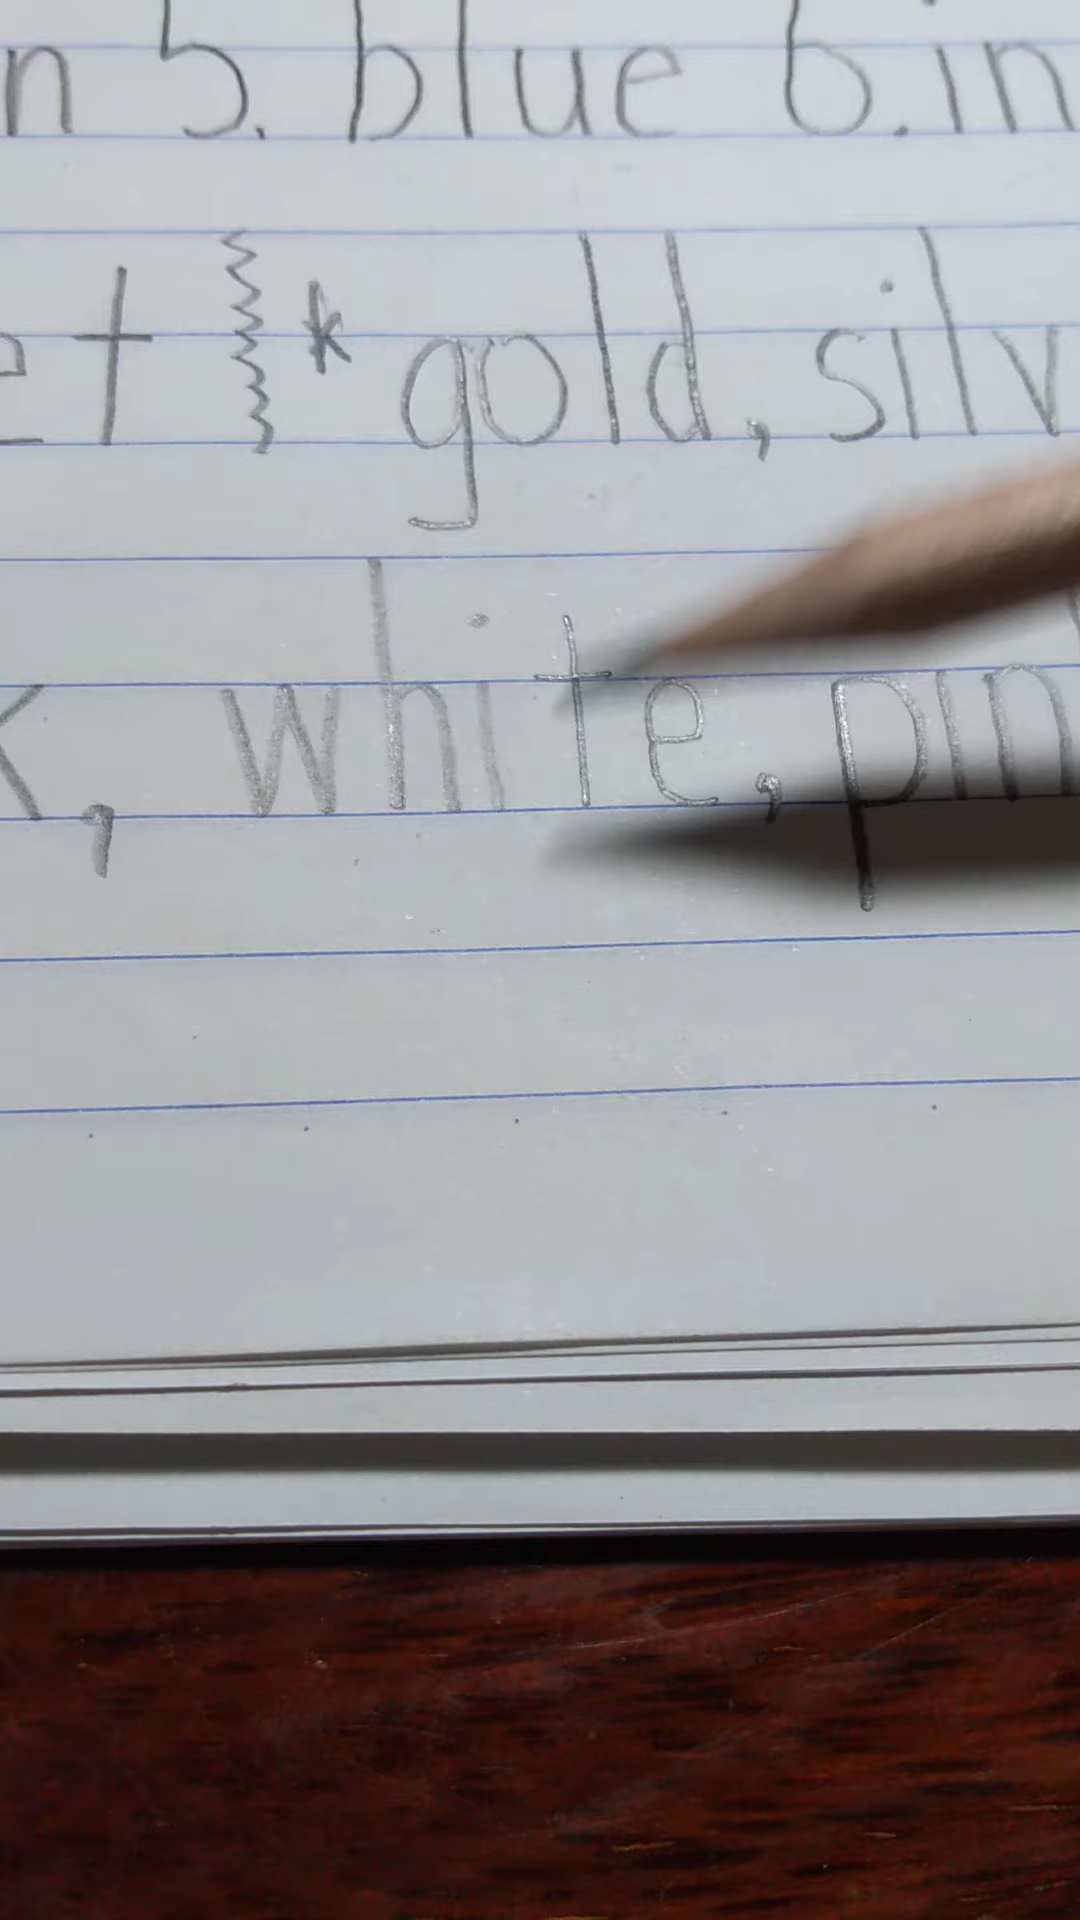 n 5. blue 6. in
et *gold, silv
k, white, pin